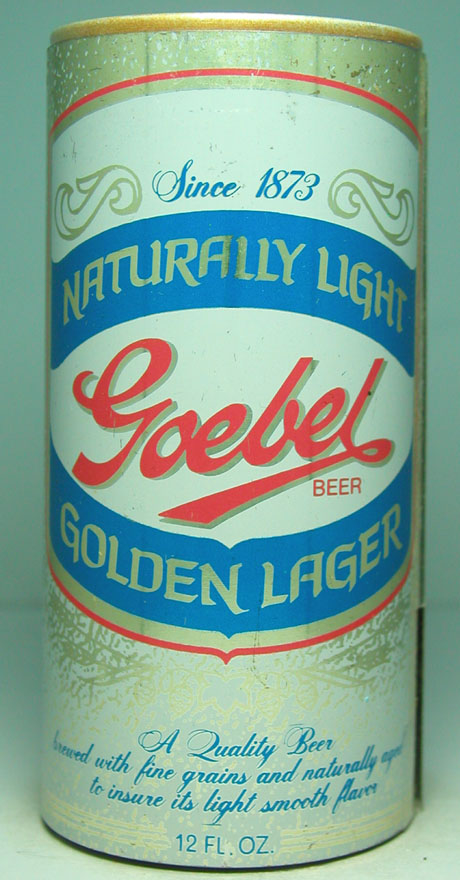 Since 1873
NATURALLY LIGHT
Goebel
BEER
GOLDEN LAGER
A Quality Beer
brewed with fine grains and naturally aged
to insure its light smooth flavor
12 FL. OZ.